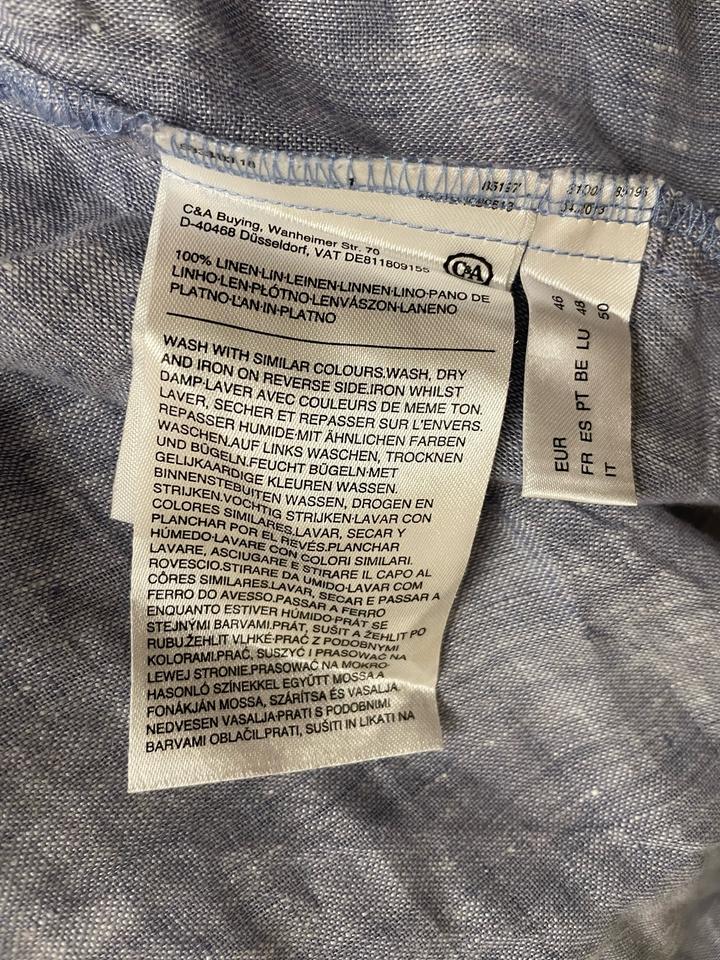 85197
2100 85195
C&A Buying, Wanheimer Str. 70
D-40468 Düsseldorf, VAT DE811809155
C&A
100% LINEN·LIN·LEINEN·LINNEN·LINO·PANO DE
LINHO·LEN·PŁÓTNO·LENVÁSZON·LANENO
PLATNO·ĽAN·IN·PLATNO
WASH WITH SIMILAR COLOURS.WASH, DRY
AND IRON ON REVERSE SIDE.IRON WHILST
DAMP·LAVER AVEC COULEURS DE MEME TON.
LAVER, SECHER ET REPASSER SUR L'ENVERS.
REPASSER HUMIDE·MIT ÄHNLICHEN FARBEN
WASCHEN.AUF LINKS WASCHEN, TROCKNEN
UND BÜGELN.FEUCHT BÜGELN·MET
GELIJKAARDIGE KLEUREN WASSEN.
BINNENSTEBUITEN WASSEN, DROGEN EN
STRIJKEN.VOCHTIG STRIJKEN·LAVAR CON
COLORES SIMILARES.LAVAR, SECAR Y
PLANCHAR POR EL REVÉS.PLANCHAR
HÚMEDO·LAVARE CON COLORI SIMILARI.
LAVARE, ASCIUGARE E STIRARE IL CAPO AL
ROVESCIO.STIRARE DA UMIDO·LAVAR COM
CÔRES SIMILARES.LAVAR, SECAR E PASSAR A
FERRO DO AVESSO.PASSAR A FERRO
ENQUANTO ESTIVER HÚMIDO·PRÁT SE
STEJNÝMI BARVAMI.PRÁT, SUŠIT A ŽEHLIT PO
RUBU.ŽEHLIT VLHKÉ·PRAĆ Z PODOBNYMI
KOLORAMI.PRAĆ, SUSZYĆ I PRASOWAĆ NA
LEWEJ STRONIE.PRASOWAĆ NA MOKRO·
HASONLÓ SZÍNEKKEL EGYÜTT MOSSA A
FONÁKJÁN MOSSA, SZÁRÍTSA ÉS VASALJA.
NEDVESEN VASALJA·PRATI S PODOBNIMI
BARVAMI OBLAČIL.PRATI, SUŠITI IN LIKATI NA
EUR 46
FR ES PT BE LU 48
IT 50